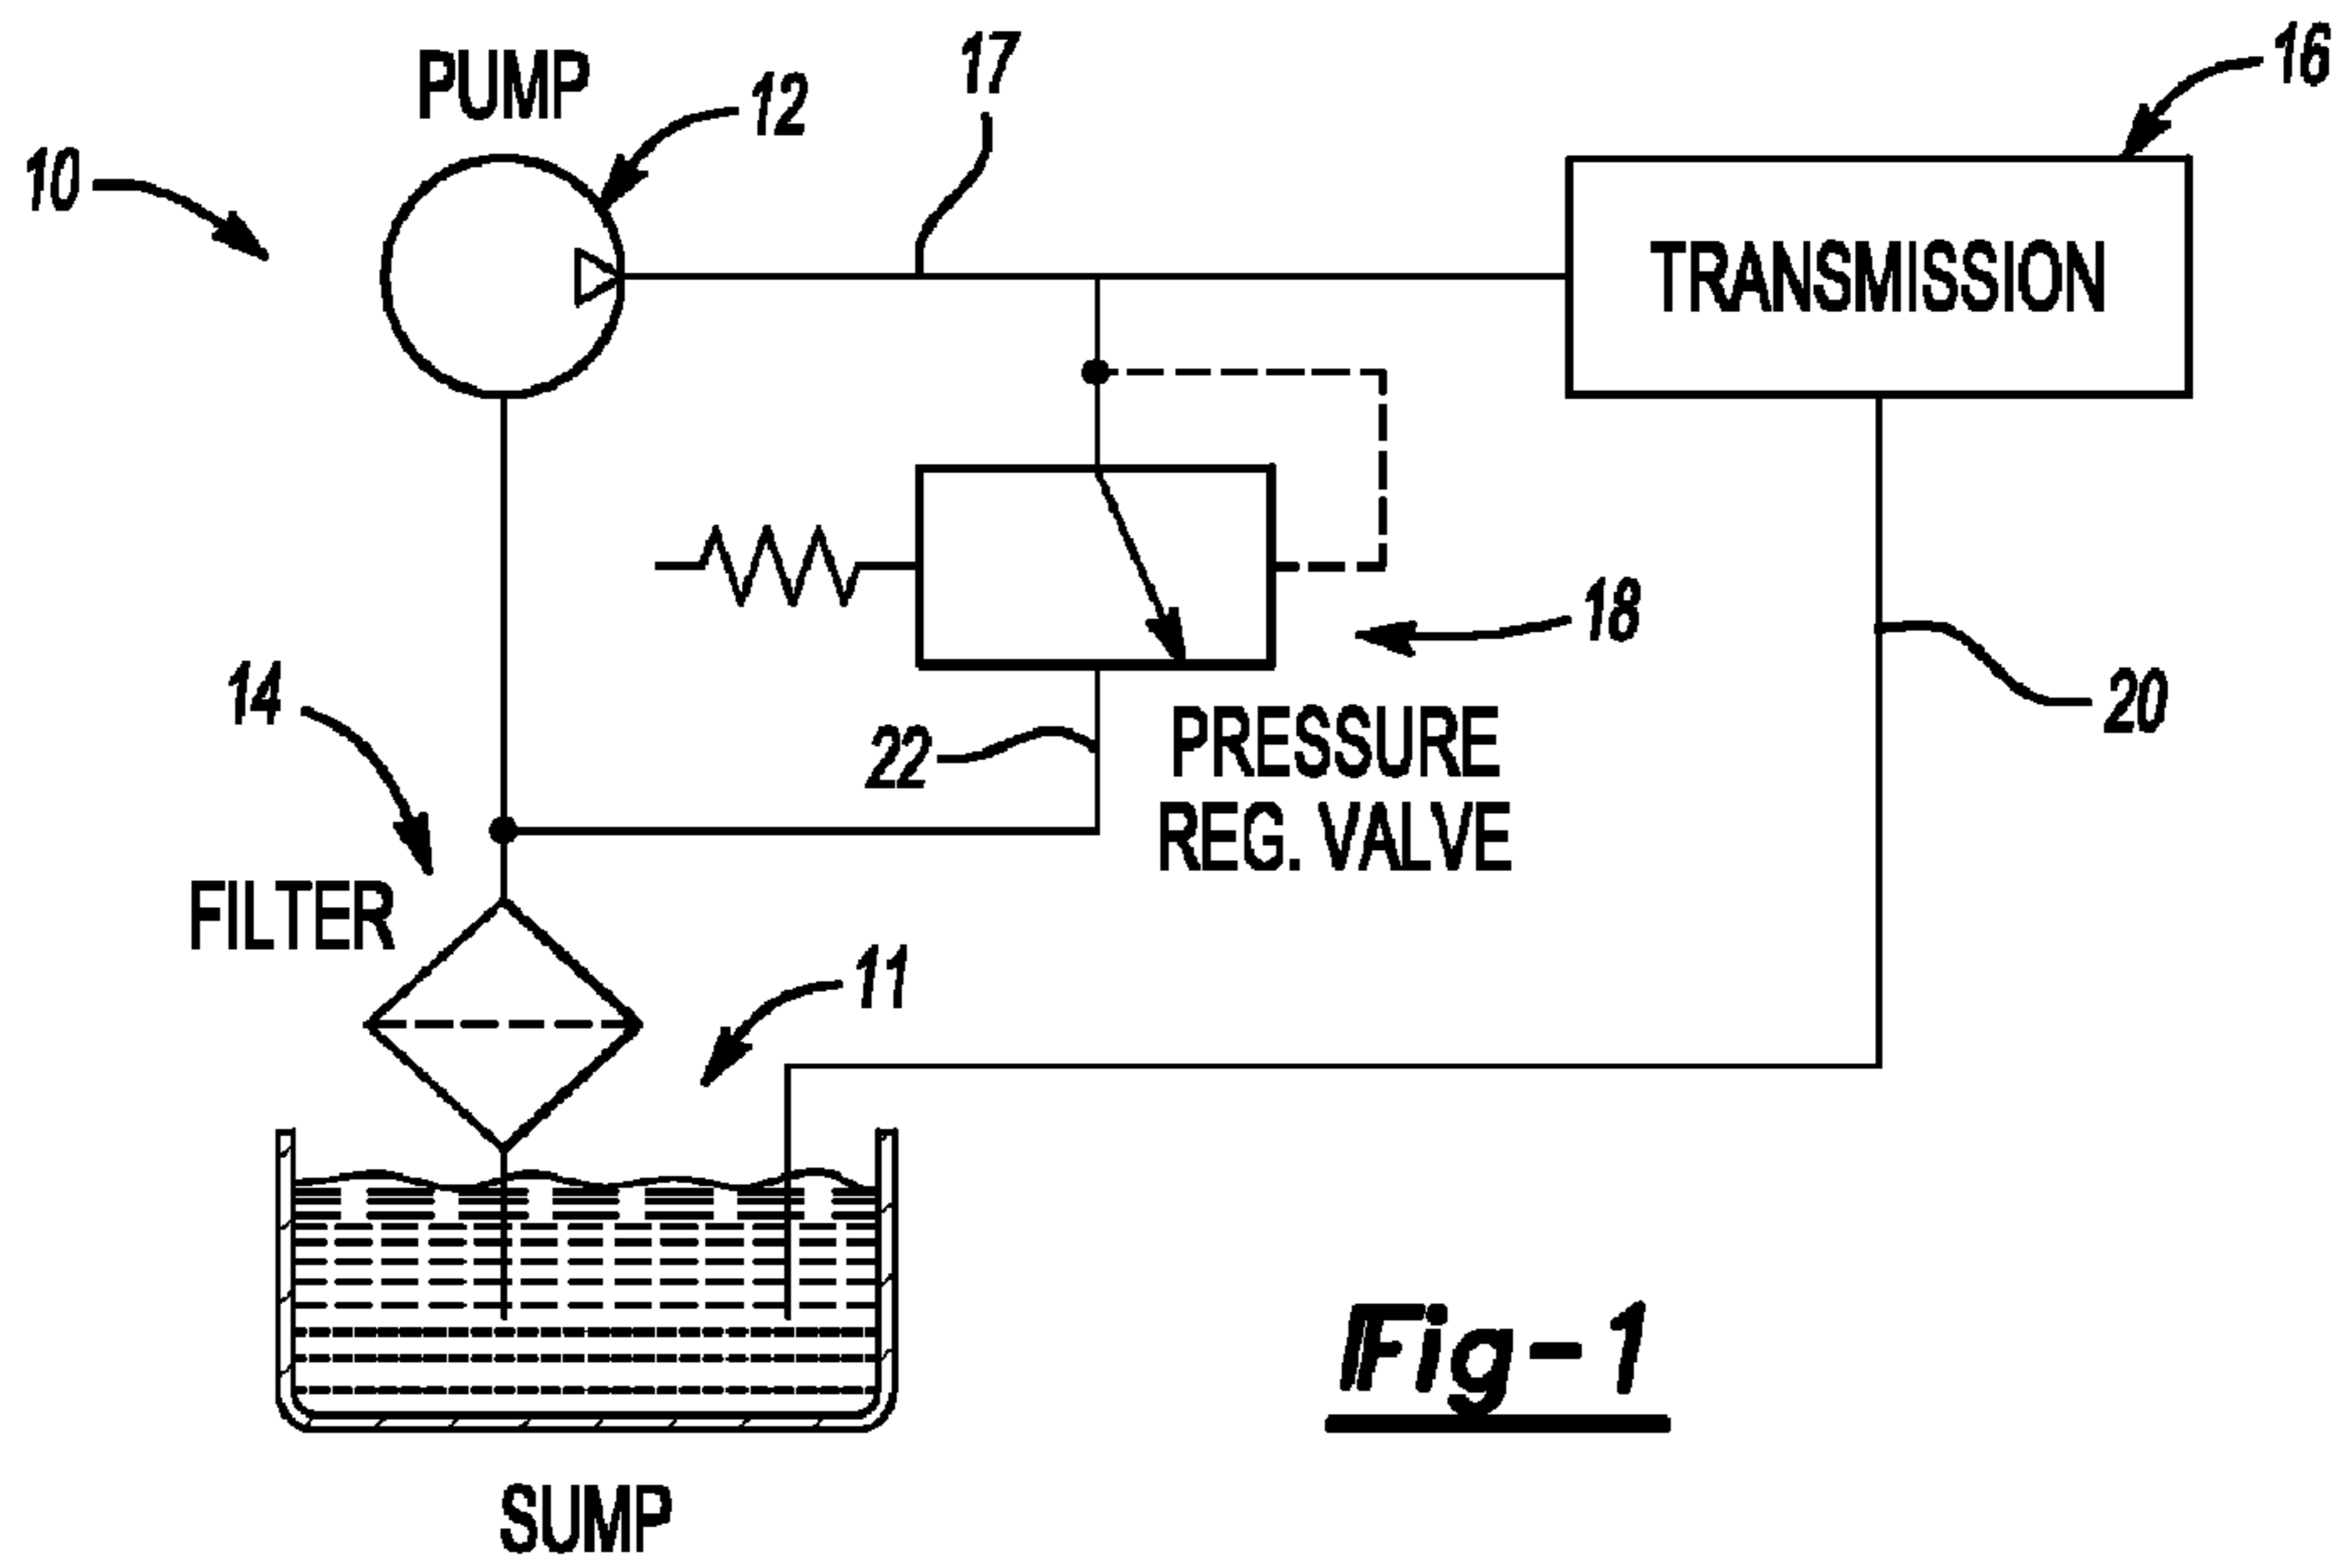 PUMP
12
17
16
10
TRANSMISSION
18
14
20
22
PRESSURE
REG. VALVE
FILTER
11
Fig-1
SUMP